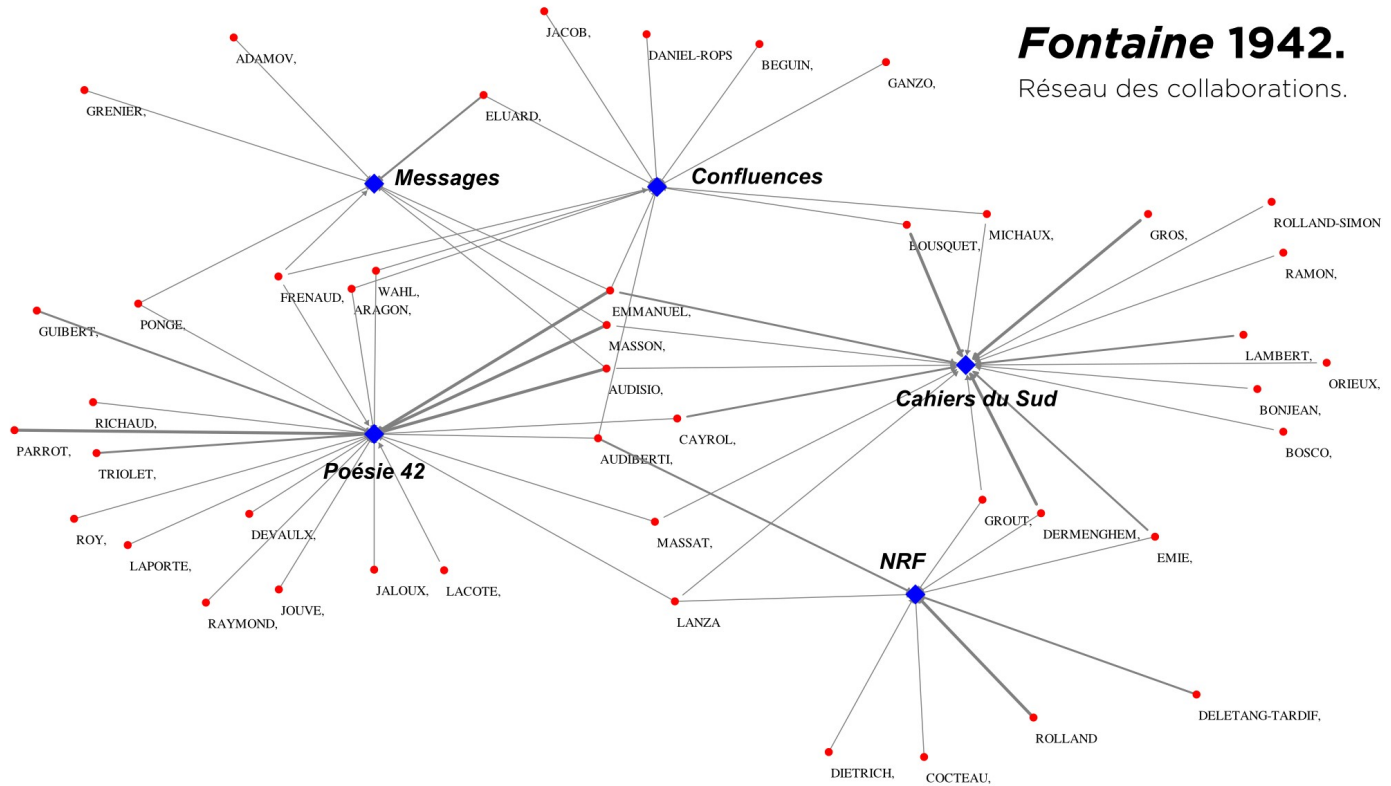 Fontaine 1942.
Réseau des collaborations.
JACOB,
DANIEL-ROPS
BEGUIN,
GANZO,
ADAMOV,
GRENIER,
ELUARD,
Messages
Confluences
BOUSQUET,
MICHAUX,
GROS,
ROLLAND-SIMON
RAMON,
FRENAUD,
WAHL,
ARAGON,
EMMANUEL,
GUIBERT,
PONGE,
MASSON,
LAMBERT,
ORIEUX,
AUDISIO,
Cahiers du Sud
BONJEAN,
RICHAUD,
CAYROL,
BOSCO,
PARROT,
AUDIBERTI,
TRIOLET,
Poésie 42
ROY,
DEVAULX,
MASSAT,
GROUT,
DERMENGHEM,
EMIE,
LAPORTE,
NRF
JALOUX,
LACOTE,
RAYMOND,
JOUVE,
LANZA
DELETANG-TARDIF,
ROLLAND
DIETRICH,
COCTEAU,